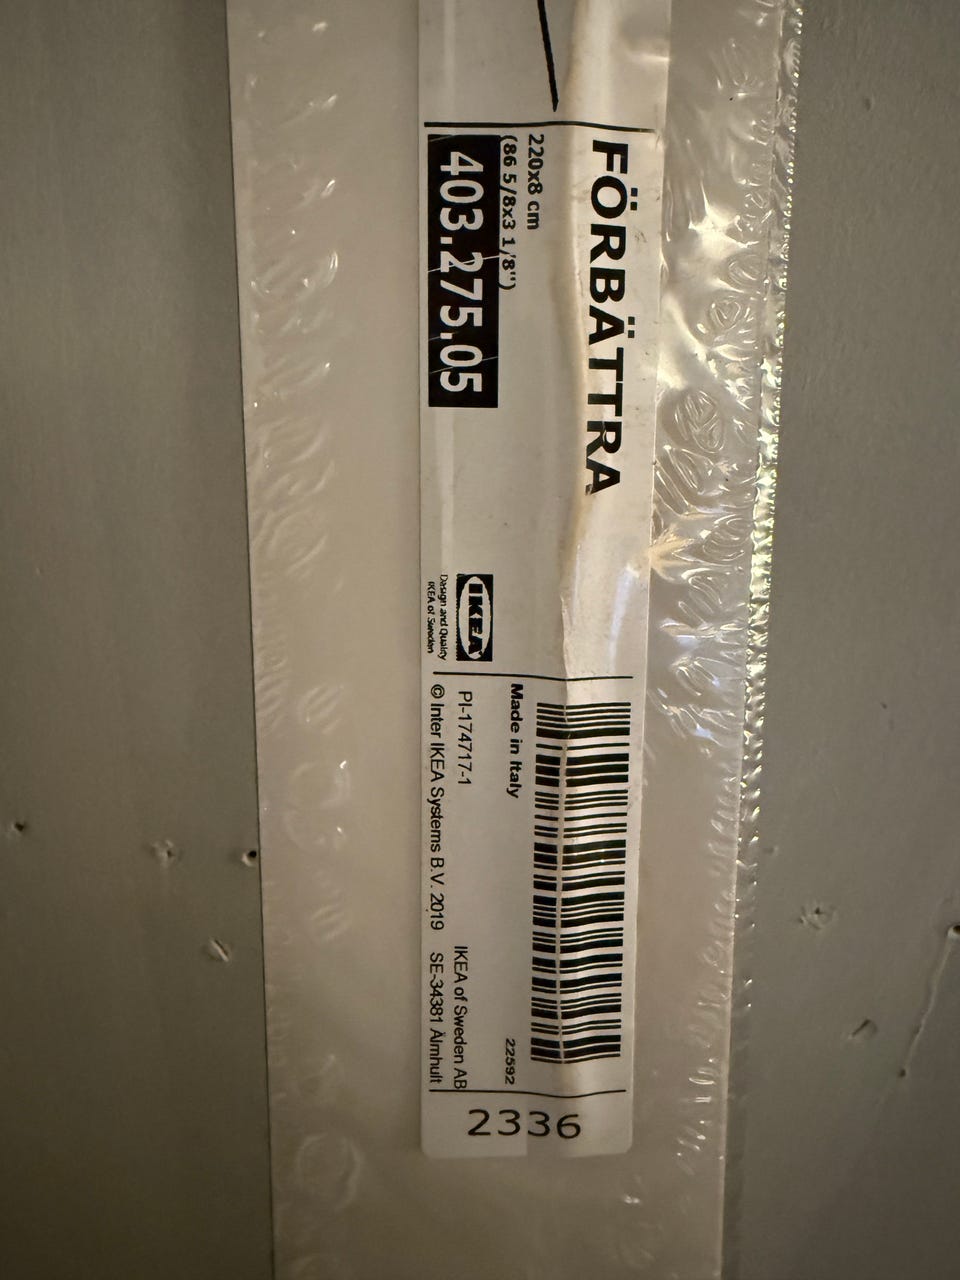 FÖRBÄTTRA
220x8 cm
(86 5/8x3 1/8")
403.275.05
IKEA
Design and Quality
IKEA of Sweden
Made in Italy
22592
PI-174717-1
IKEA of Sweden AB
© Inter IKEA Systems B.V. 2019
SE-34381 Älmhult
2336